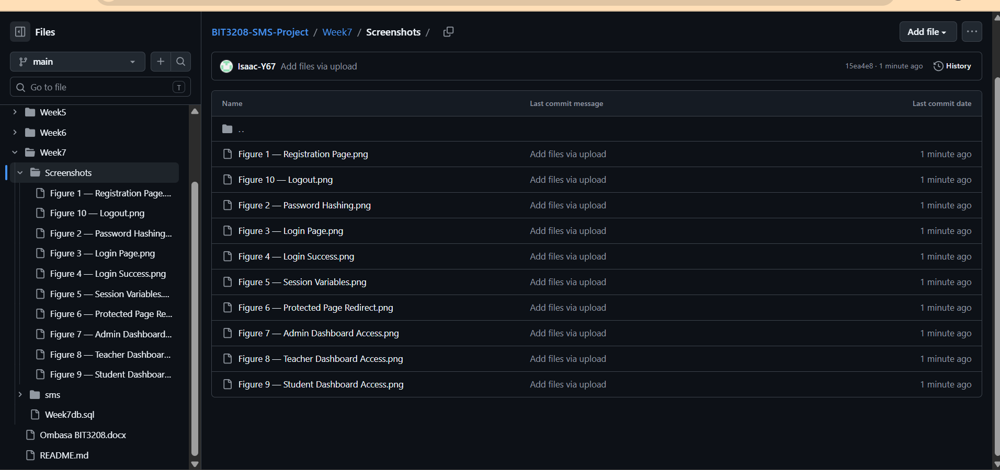 Files
main
Go to file
T
Week5
Week6
Week7
Screenshots
Figure 1 — Registration Page....
Figure 10 — Logout.png
Figure 2 — Password Hashing...
Figure 3 — Login Page.png
Figure 4 — Login Success.png
Figure 5 — Session Variables....
Figure 6 — Protected Page Re...
Figure 7 — Admin Dashboard...
Figure 8 — Teacher Dashboar...
Figure 9 — Student Dashboar...
sms
Week7db.sql
Ombasa BIT3208.docx
README.md
BIT3208-SMS-Project / Week7 / Screenshots /
Add file
Isaac-Y67 Add files via upload 15ea4e8 · 1 minute ago History
Name Last commit message Last commit date
..
Figure 1 — Registration Page.png Add files via upload 1 minute ago
Figure 10 — Logout.png Add files via upload 1 minute ago
Figure 2 — Password Hashing.png Add files via upload 1 minute ago
Figure 3 — Login Page.png Add files via upload 1 minute ago
Figure 4 — Login Success.png Add files via upload 1 minute ago
Figure 5 — Session Variables.png Add files via upload 1 minute ago
Figure 6 — Protected Page Redirect.png Add files via upload 1 minute ago
Figure 7 — Admin Dashboard Access.png Add files via upload 1 minute ago
Figure 8 — Teacher Dashboard Access.png Add files via upload 1 minute ago
Figure 9 — Student Dashboard Access.png Add files via upload 1 minute ago